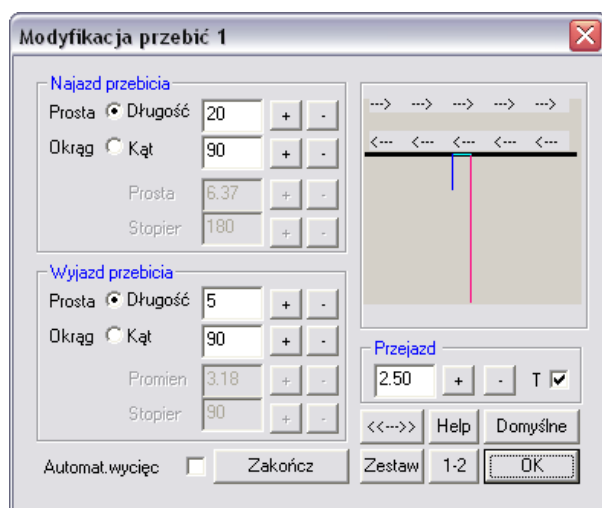 Modyfikacja przebić 1
Najazd przebicia
Prosta Długość 20 + -
Okrąg Kąt 90 + -
Prosta 6.37 + -
Stopier 180 + -
Wyjazd przebicia
Prosta Długość 5 + -
Okrąg Kąt 90 + -
Promien 3.18 + -
Stopier 90 + -
Automat.wycięc Zakończ
---> ---> ---> ---> --->
<--- <--- <--- <--- <---
Przejazd
2.50 + - T
<<--->> Help Domyślne
Zestaw 1-2 OK